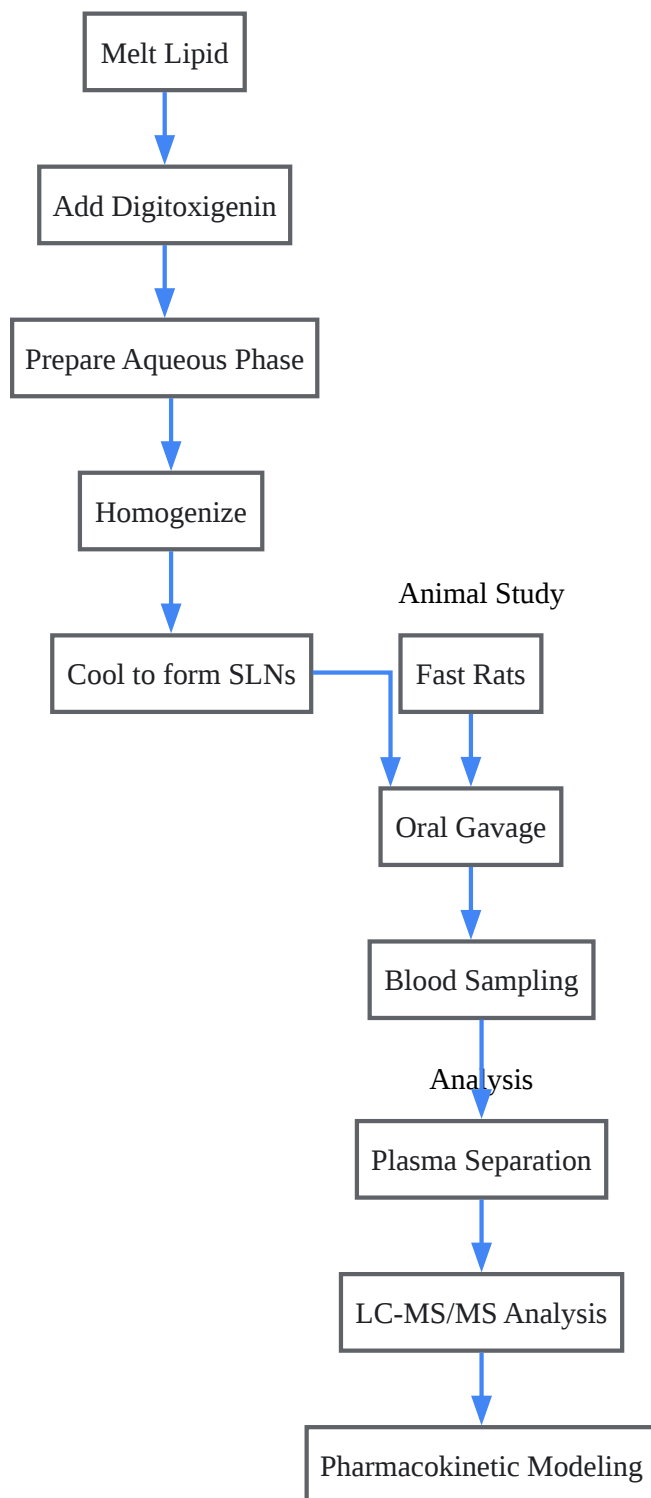 Melt Lipid
Add Digitoxigenin
Prepare Aqueous Phase
Homogenize
Animal Study
Cool to form SLNs
Fast Rats
Oral Gavage
Blood Sampling
Analysis
Plasma Separation
LC-MS/MS Analysis
Pharmacokinetic Modeling